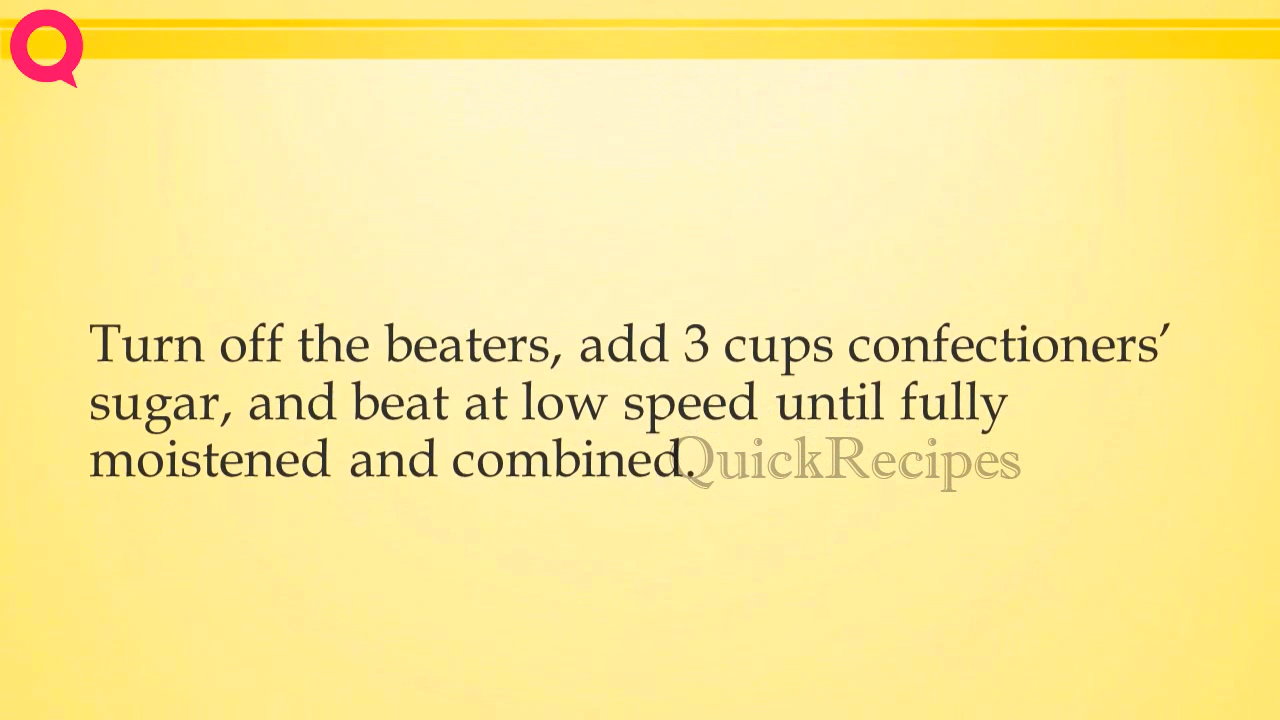 Turn off the beaters, add 3 cups confectioners’
sugar, and beat at low speed until fully
moistened and combined.
QuickRecipes